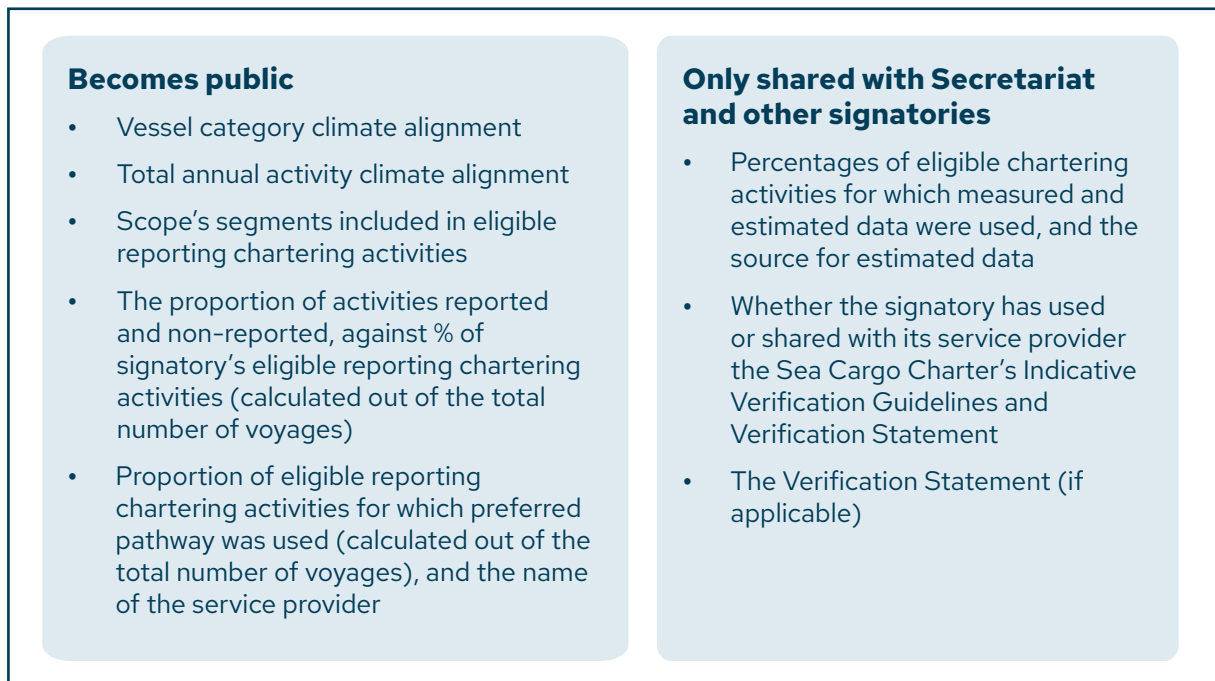 Becomes public
• Vessel category climate alignment
• Total annual activity climate alignment
• Scope’s segments included in eligible
reporting chartering activities
• The proportion of activities reported
and non-reported, against % of
signatory’s eligible reporting chartering
activities (calculated out of the total
number of voyages)
• Proportion of eligible reporting
chartering activities for which preferred
pathway was used (calculated out of the
total number of voyages), and the name
of the service provider
Only shared with Secretariat
and other signatories
• Percentages of eligible chartering
activities for which measured and
estimated data were used, and the
source for estimated data
• Whether the signatory has used
or shared with its service provider
the Sea Cargo Charter’s Indicative
Verification Guidelines and
Verification Statement
• The Verification Statement (if
applicable)